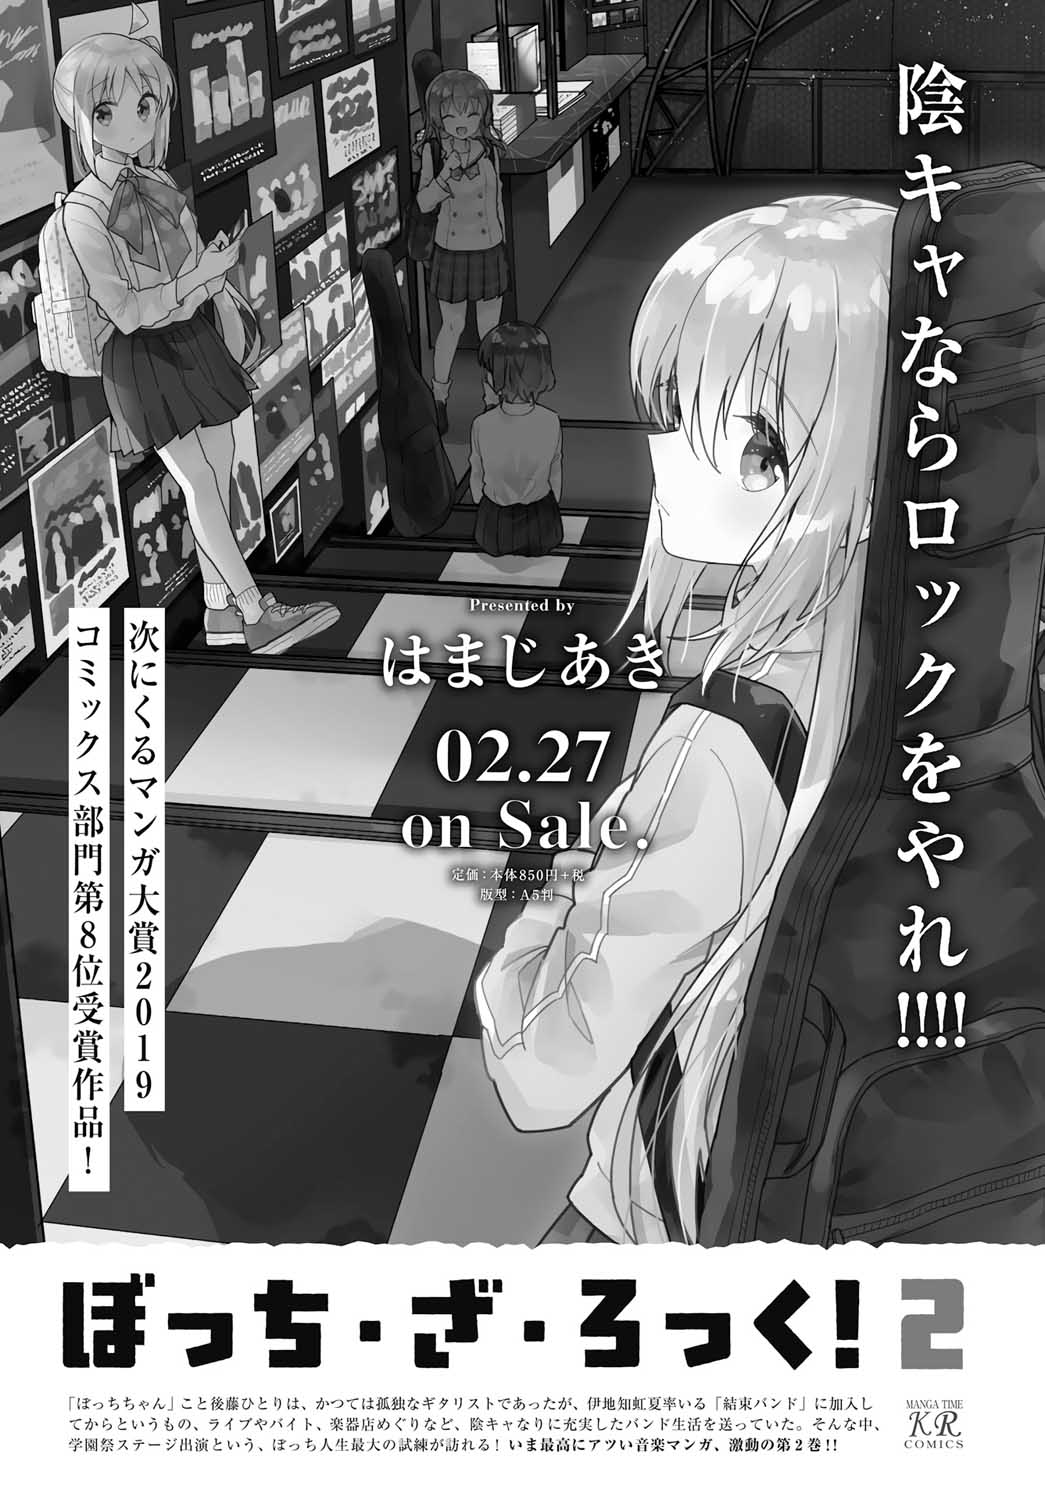 陰キャならロックをやれ!!!!
Presented by
はまじあき
02.27
on Sale.
定価：本体850円＋税
版型：A5判
次にくるマンガ大賞2019
コミックス部門第8位受賞作品！
ぼっち・ざ・ろっく！2
「ぼっちちゃん」こと後藤ひとりは、かつては孤独なギタリストであったが、伊地知虹夏率いる「結束バンド」に加入し
てからというもの、ライブやバイト、楽器店めぐりなど、陰キャなりに充実したバンド生活を送っていた。そんな中、
学園祭ステージ出演という、ぼっち人生最大の試練が訪れる！いま最高にアツい音楽マンガ、激動の第2巻!!
MANGA TIME
KR
COMICS